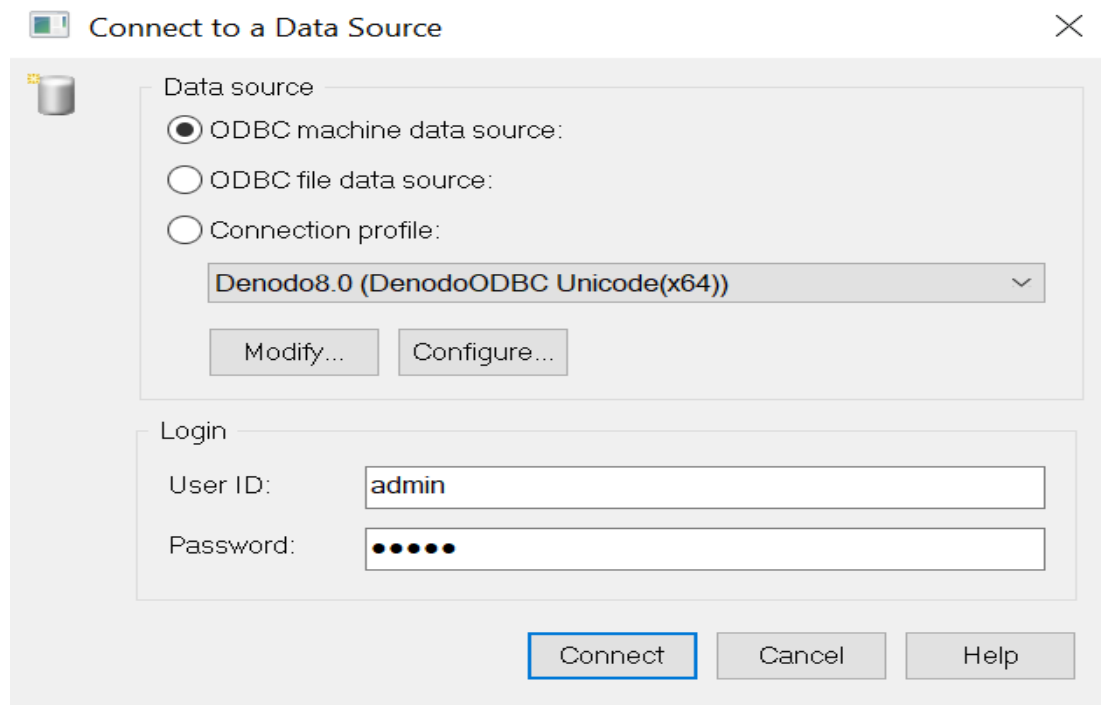 Connect to a Data Source
Data source
ODBC machine data source:
ODBC file data source:
Connection profile:
Denodo8.0 (DenodoODBC Unicode(x64))
Modify... Configure...
Login
User ID: admin
Password: ●●●●●
Connect Cancel Help